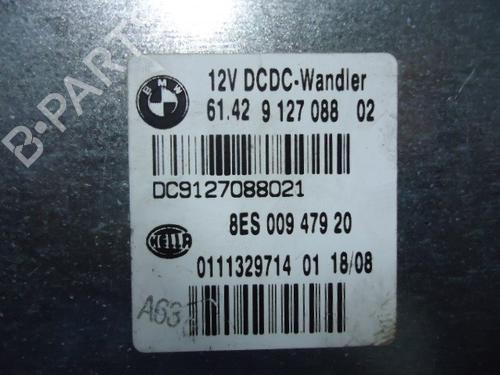 B-PARTS
BMW
12V DCDC-Wandler
61.42 9 127 088 02
DC9127088021
HELLA
8ES 009 479 20
0111329714 01 18/08
A63